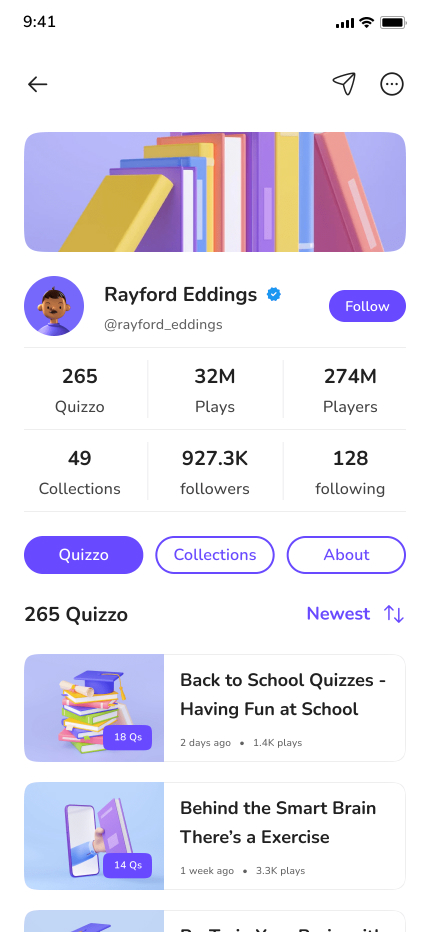 9:41
Rayford Eddings
@rayford_eddings
Follow
265 32M 274M
Quizzo Plays Players
49 927.3K 128
Collections followers following
Quizzo Collections About
265 Quizzo Newest
Back to School Quizzes -
Having Fun at School
18 Qs
2 days ago • 1.4K plays
Behind the Smart Brain
There's a Exercise
14 Qs
1 week ago • 3.3K plays